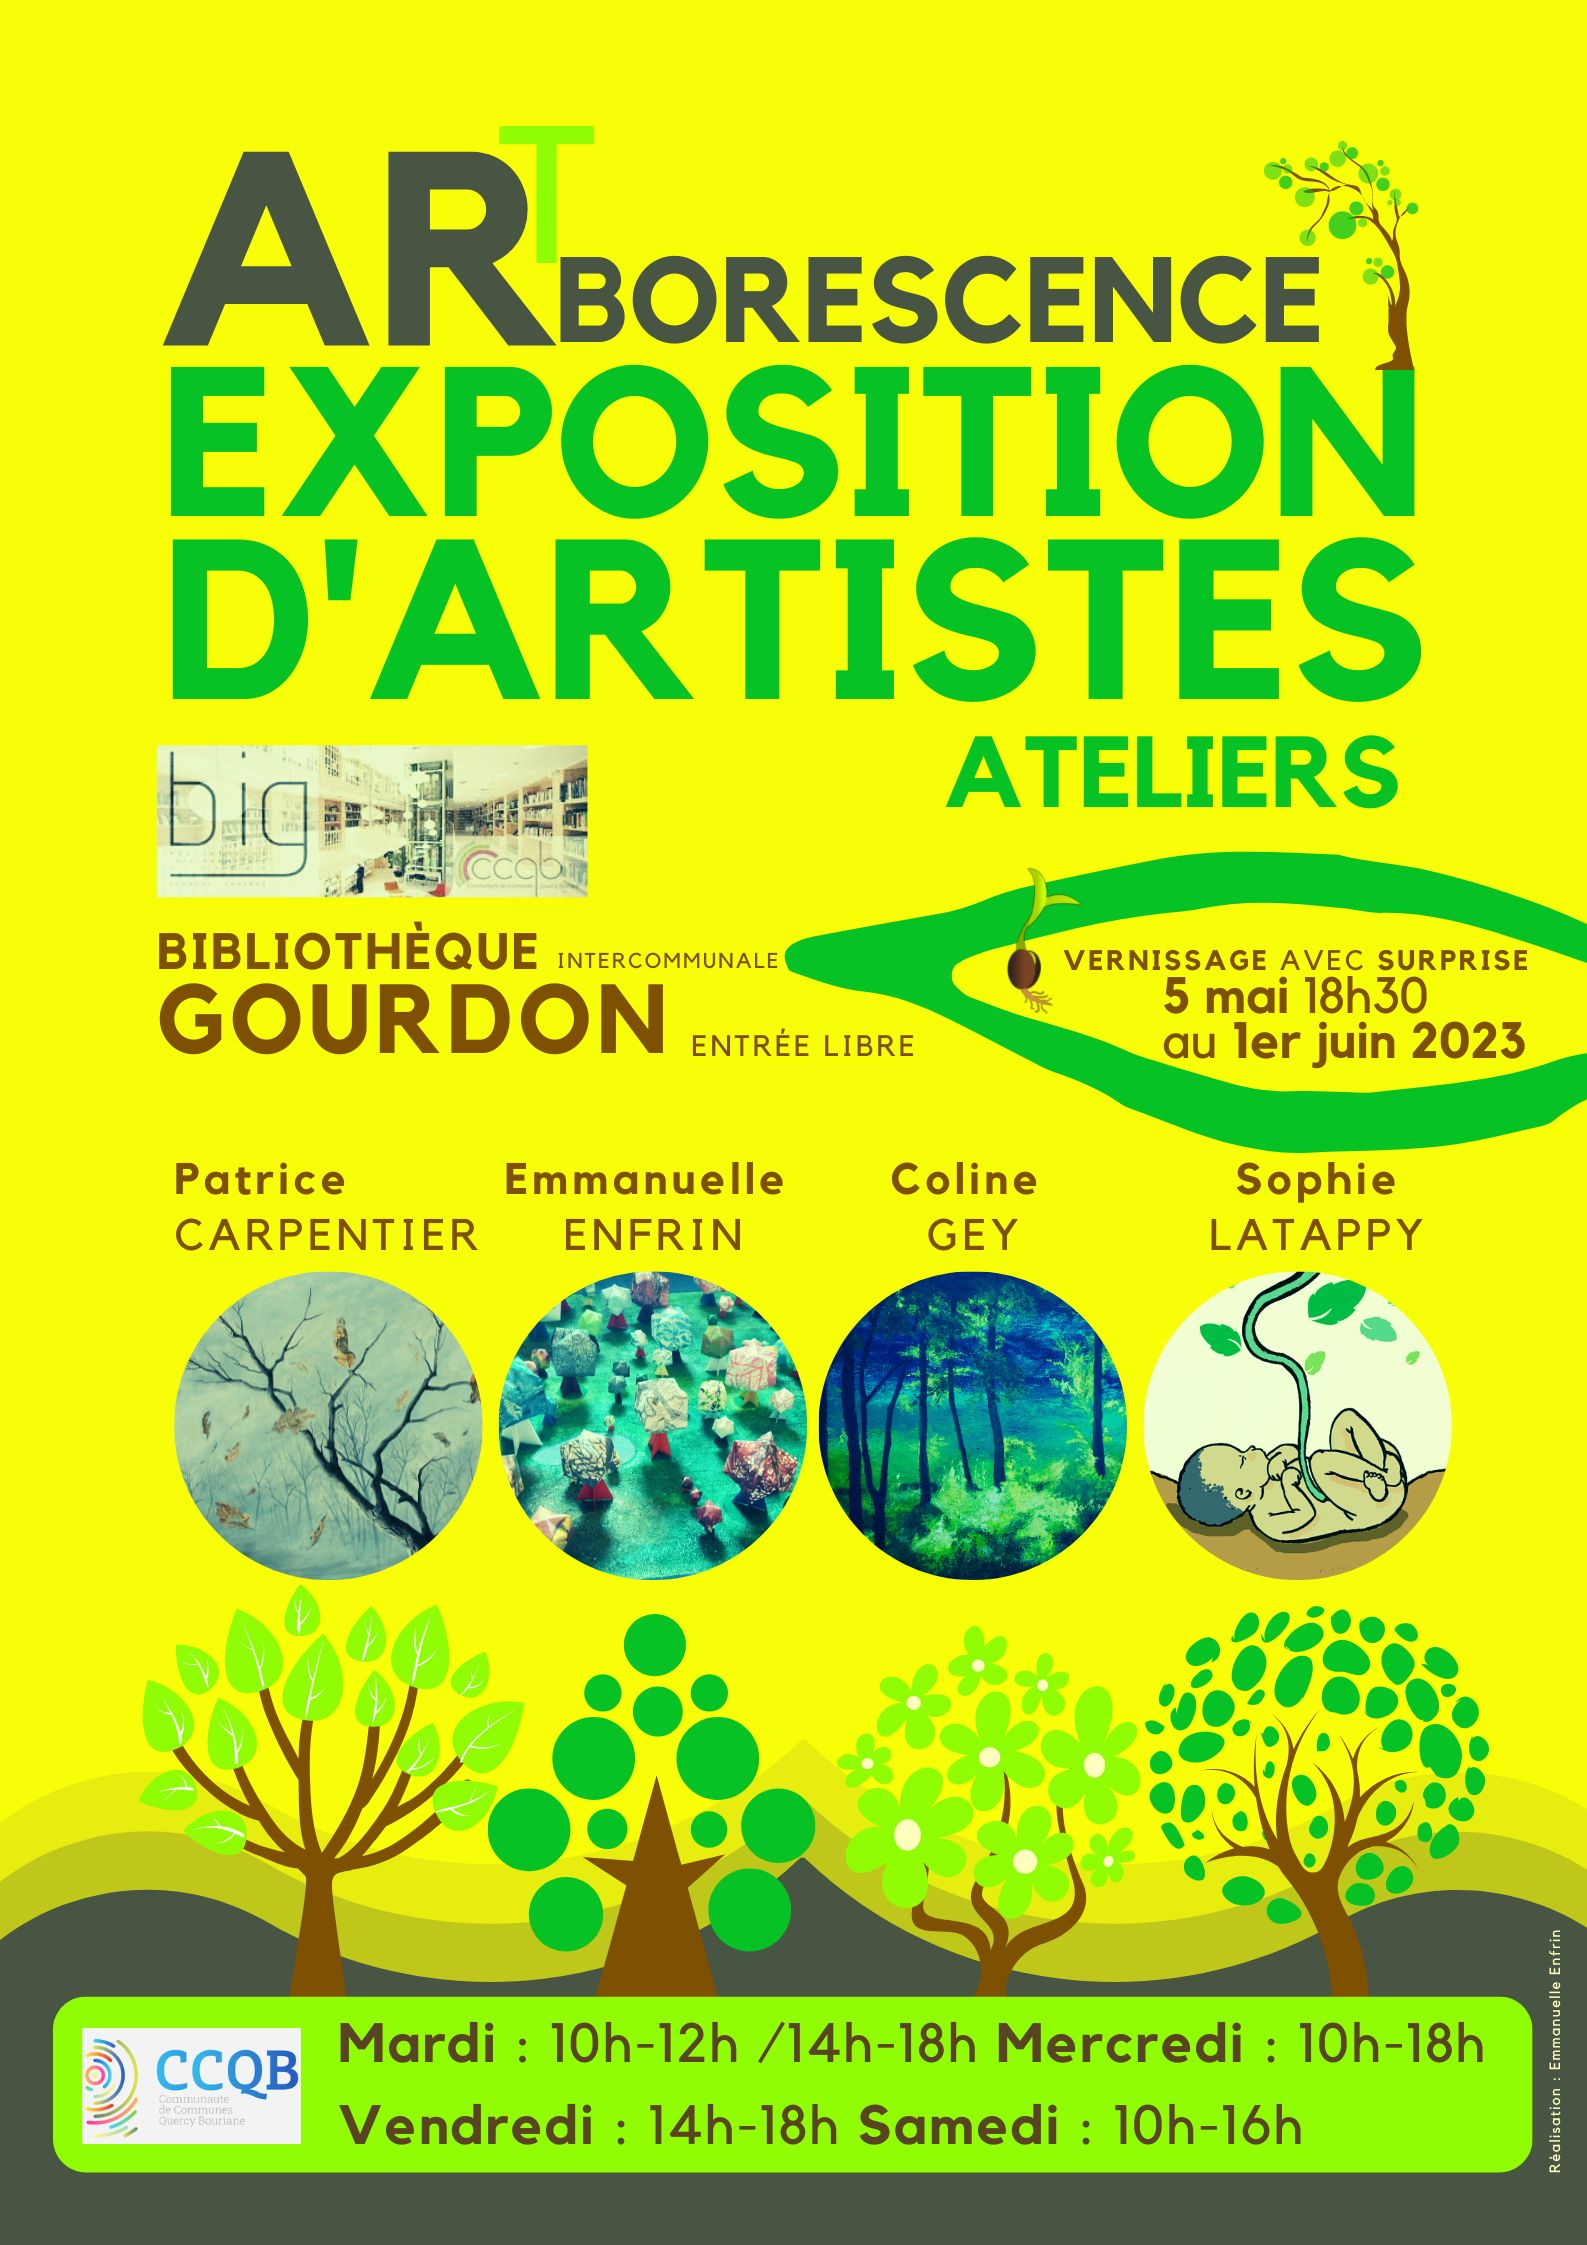 ARTBORESCENCE
EXPOSITION
D'ARTISTES
ATELIERS
big
ccqb
BIBLIOTHÈQUE INTERCOMMUNALE
GOURDON ENTRÉE LIBRE
VERNISSAGE AVEC SURPRISE
5 mai 18h30
au 1er juin 2023
Patrice
CARPENTIER
Emmanuelle
ENFRIN
Coline
GEY
Sophie
LATAPPY
CCQB
Communauté
de Communes
Quercy Bouriane
Mardi : 10h-12h /14h-18h Mercredi : 10h-18h
Vendredi : 14h-18h Samedi : 10h-16h
Réalisation : Emmanuelle Enfrin